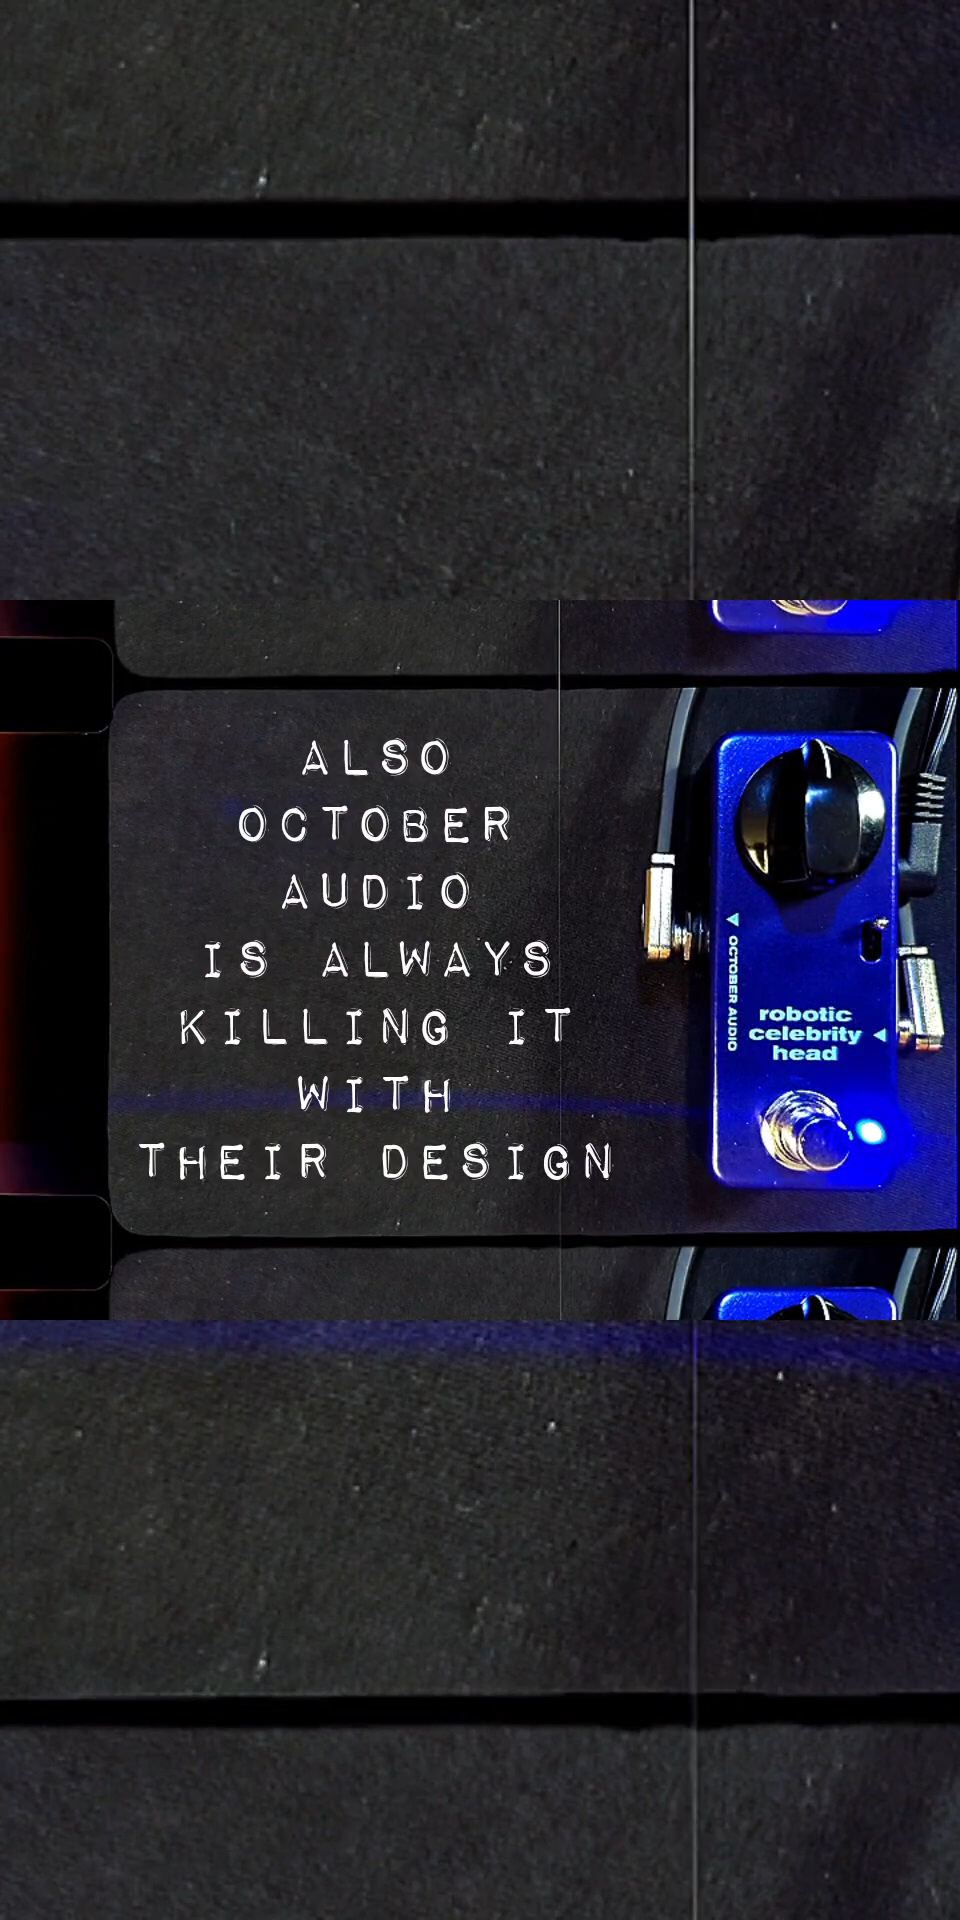 ALSO
OCTOBER
AUDIO
IS ALWAYS
KILLING IT
WITH
THEIR DESIGN
OCTOBER AUDIO
robotic
celebrity
head